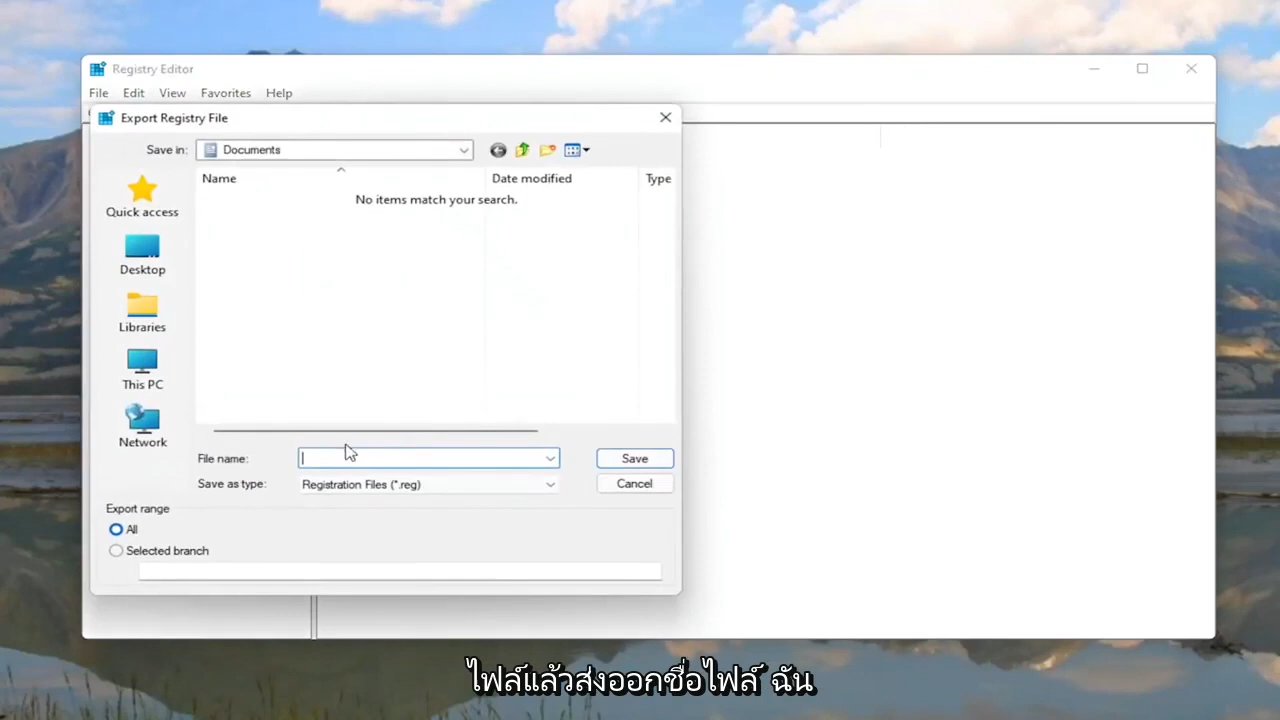 Registry Editor
File Edit View Favorites Help
Export Registry File
Save in: Documents
Name Date modified Type
No items match your search.
Quick access
Desktop
Libraries
This PC
Network
File name: Save
Save as type: Registration Files (*.reg) Cancel
Export range
All
Selected branch
ไฟล์แล้วส่งออกชื่อไฟล์ ฉัน